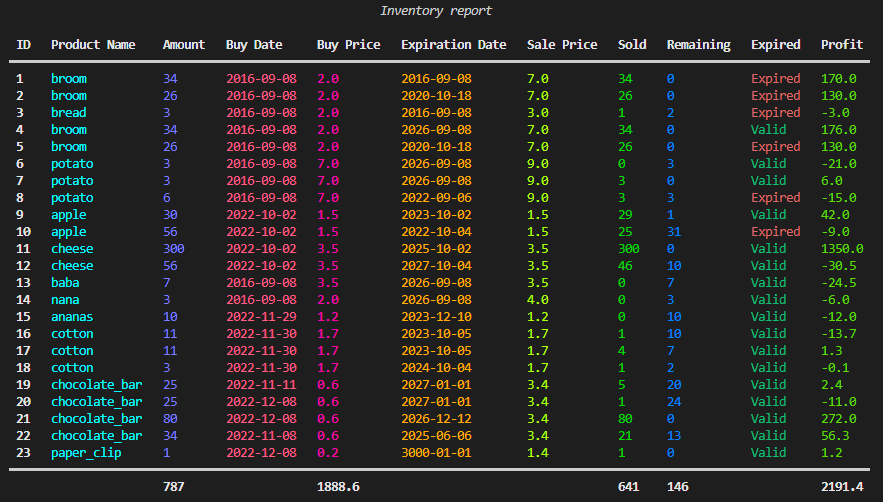 Inventory report
ID Product Name Amount Buy Date Buy Price Expiration Date Sale Price Sold Remaining Expired Profit
1 broom 34 2016-09-08 2.0 2016-09-08 7.0 34 0 Expired 170.0
2 broom 26 2016-09-08 2.0 2020-10-18 7.0 26 0 Expired 130.0
3 bread 3 2016-09-08 2.0 2016-09-08 3.0 1 2 Expired -3.0
4 broom 34 2016-09-08 2.0 2026-09-08 7.0 34 0 Valid 176.0
5 broom 26 2016-09-08 2.0 2020-10-18 7.0 26 0 Expired 130.0
6 potato 3 2016-09-08 7.0 2026-09-08 9.0 0 3 Valid -21.0
7 potato 3 2016-09-08 7.0 2026-09-08 9.0 3 0 Valid 6.0
8 potato 6 2016-09-08 7.0 2022-09-06 9.0 3 3 Expired -15.0
9 apple 30 2022-10-02 1.5 2023-10-02 1.5 29 1 Valid 42.0
10 apple 56 2022-10-02 1.5 2022-10-04 1.5 25 31 Expired -9.0
11 cheese 300 2022-10-02 3.5 2025-10-02 3.5 300 0 Valid 1350.0
12 cheese 56 2022-10-02 3.5 2027-10-04 3.5 46 10 Valid -30.5
13 baba 7 2016-09-08 3.5 2026-09-08 3.5 0 7 Valid -24.5
14 nana 3 2016-09-08 2.0 2026-09-08 4.0 0 3 Valid -6.0
15 ananas 10 2022-11-29 1.2 2023-12-10 1.2 0 10 Valid -12.0
16 cotton 11 2022-11-30 1.7 2023-10-05 1.7 1 10 Valid -13.7
17 cotton 11 2022-11-30 1.7 2023-10-05 1.7 4 7 Valid 1.3
18 cotton 3 2022-11-30 1.7 2024-10-04 1.7 1 2 Valid -0.1
19 chocolate_bar 25 2022-11-11 0.6 2027-01-01 3.4 5 20 Valid 2.4
20 chocolate_bar 25 2022-12-08 0.6 2027-01-01 3.4 1 24 Valid -11.0
21 chocolate_bar 80 2022-12-08 0.6 2026-12-12 3.4 80 0 Valid 272.0
22 chocolate_bar 34 2022-11-08 0.6 2025-06-06 3.4 21 13 Valid 56.3
23 paper_clip 1 2022-12-08 0.2 3000-01-01 1.4 1 0 Valid 1.2
787 1888.6 641 146 2191.4